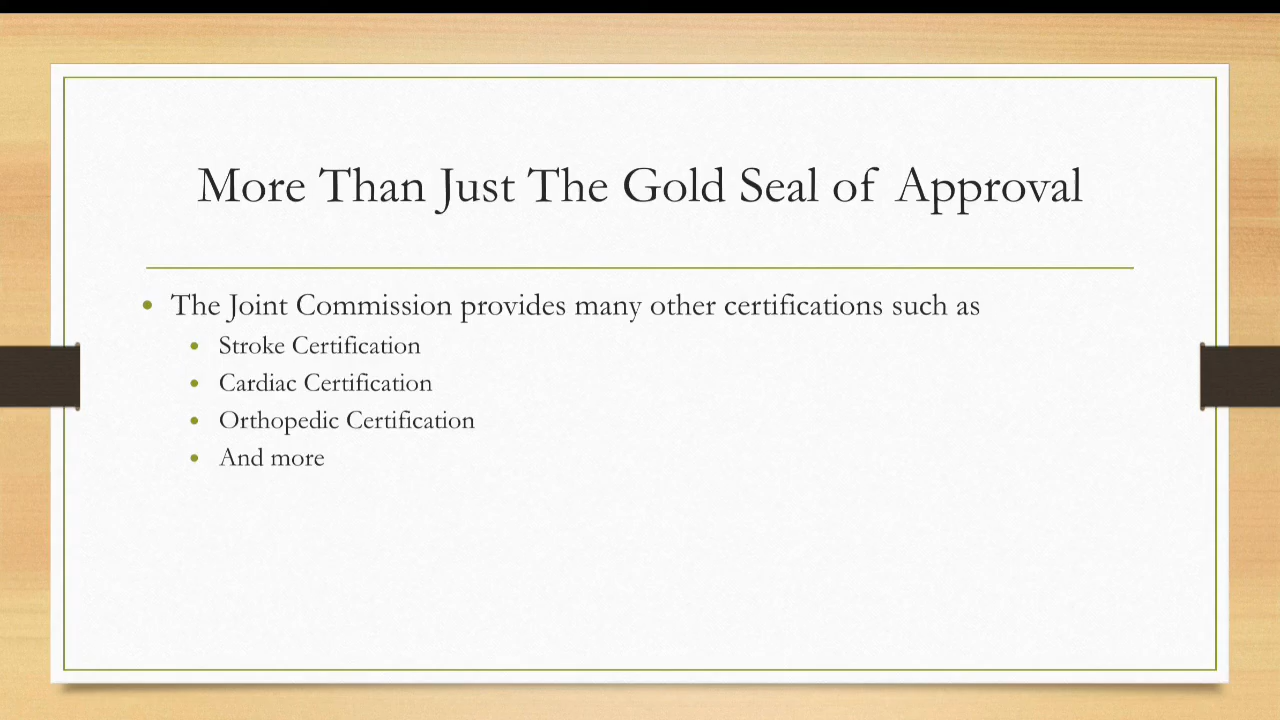 More Than Just The Gold Seal of Approval
The Joint Commission provides many other certifications such as
Stroke Certification
Cardiac Certification
Orthopedic Certification
And more